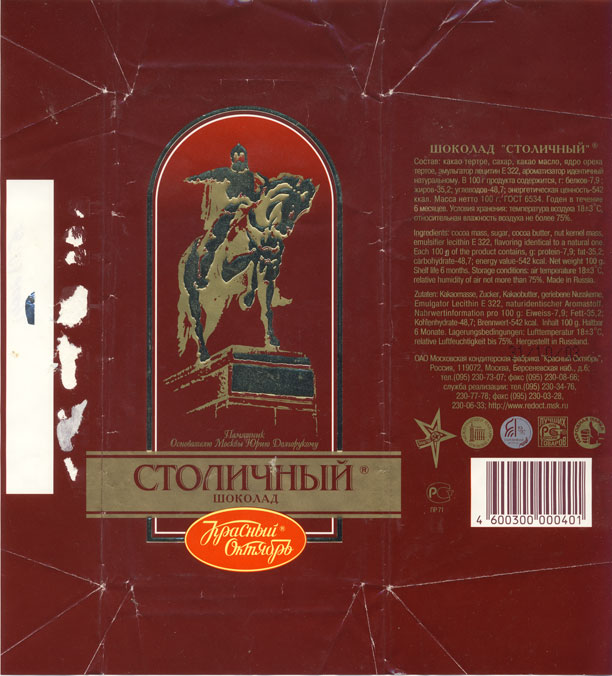 Памятник
Основателю Москвы Юрию Долгорукому
СТОЛИЧНЫЙ ®
ШОКОЛАД
Красный ®
Октябрь
ШОКОЛАД "СТОЛИЧНЫЙ" ®
Состав: какао тертое, сахар, какао масло, ядро ореха
тертое, эмульгатор лецитин Е 322, ароматизатор идентичный
натуральному. В 100 г продукта содержится, г: белков-7,9;
жиров-35,2; углеводов-48,7; энергетическая ценность-542
ккал. Масса нетто 100 г. ГОСТ 6534. Годен в течение
6 месяцев. Условия хранения: температура воздуха 18±3°С,
относительная влажность воздуха не более 75%.
Ingredients: cocoa mass, sugar, cocoa butter, nut kernel mass,
emulsifier lecithin E 322, flavoring identical to a natural one
Each 100 g of the product contains, g: protein-7,9; fat-35,2;
carbohydrate-48,7; energy value-542 kcal. Net weight 100 g.
Shelf life 6 months. Storage conditions: air temperature 18±3°C,
relative humidity of air not more than 75%. Made in Russia.
Zutaten: Kakaomasse, Zucker, Kakaobutter, geriebene Nusskerne,
Emulgator Lecithin E 322, naturidentischer Aromastoff.
Nährwertinformation pro 100 g: Eiweiss-7,9; Fett-35,2;
Kohlenhydrate-48,7; Brennwert-542 kcal. Inhalt 100 g. Haltbar
6 Monate. Lagerungsbedingungen: Lufttemperatur 18±3°C,
relative Luftfeuchtigkeit bis 75%. Hergestellt in Russland.
ОАО Московская кондитерская фабрика "Красный Октябрь",
Россия, 119072, Москва, Берсеневская наб., д.6;
тел.(095) 230-73-07; факс (095) 230-08-66;
служба реализации: тел.(095) 230-34-76,
230-77-78; факс (095) 230-03-28,
230-06-33; http://www.redoct.msk.ru
ПР71
4 600300 000401